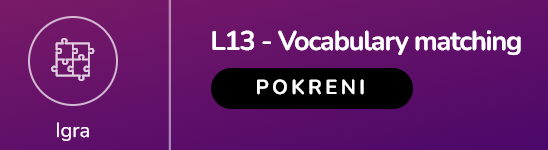 Igra
L13 - Vocabulary matching
POKRENI